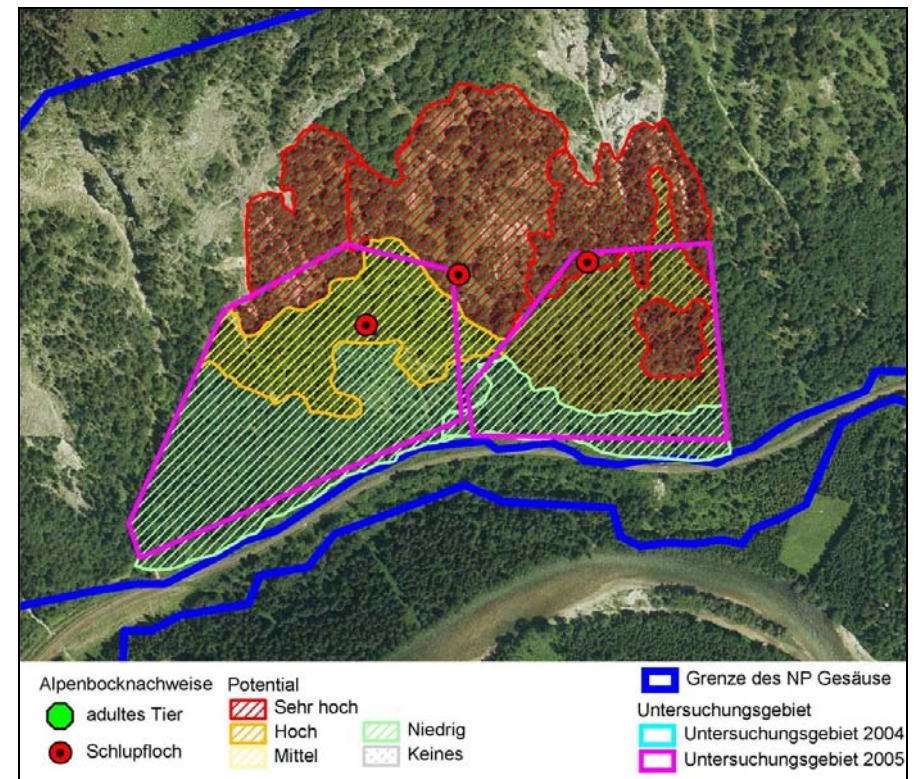 Alpenbocknachweise
adultes Tier
Schlupfloch
Potential
Sehr hoch
Hoch
Mittel
Niedrig
Keines
Grenze des NP Gesäuse
Untersuchungsgebiet
Untersuchungsgebiet 2004
Untersuchungsgebiet 2005